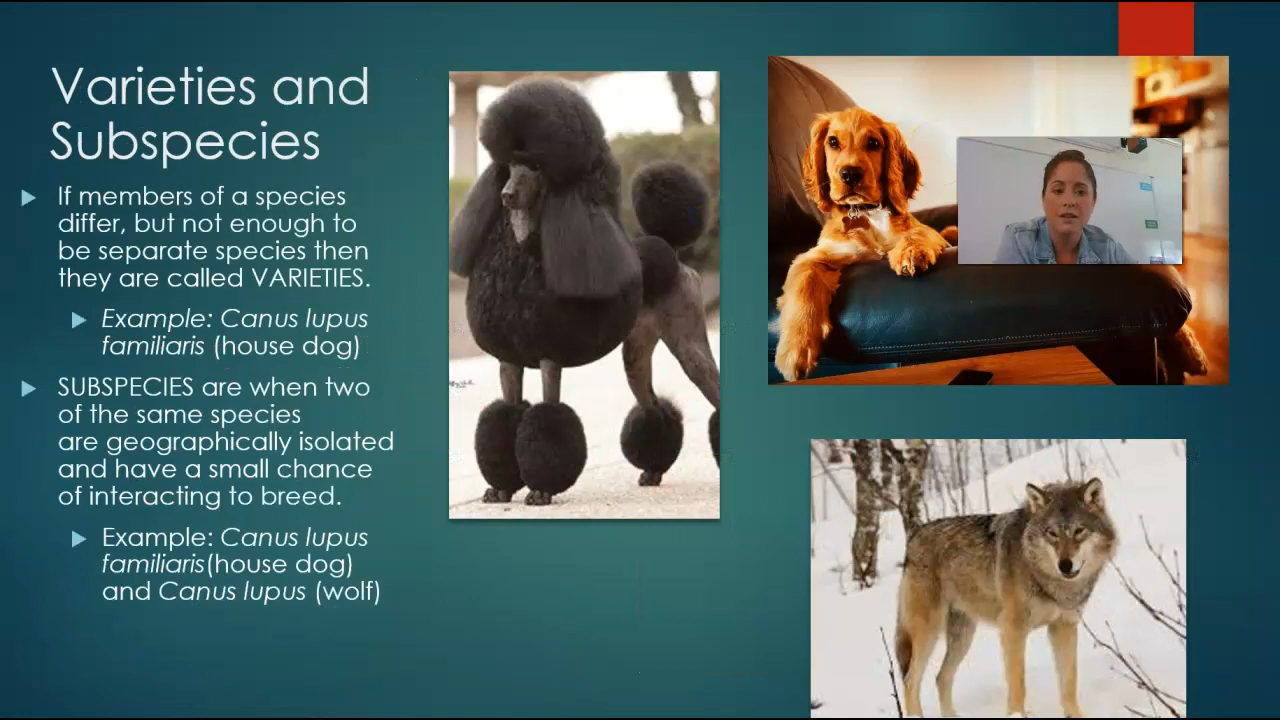 Varieties and
Subspecies
If members of a species
differ, but not enough to
be separate species then
they are called VARIETIES.
Example: Canus lupus
familiaris (house dog)
SUBSPECIES are when two
of the same species
are geographically isolated
and have a small chance
of interacting to breed.
Example: Canus lupus
familiaris(house dog)
and Canus lupus (wolf)